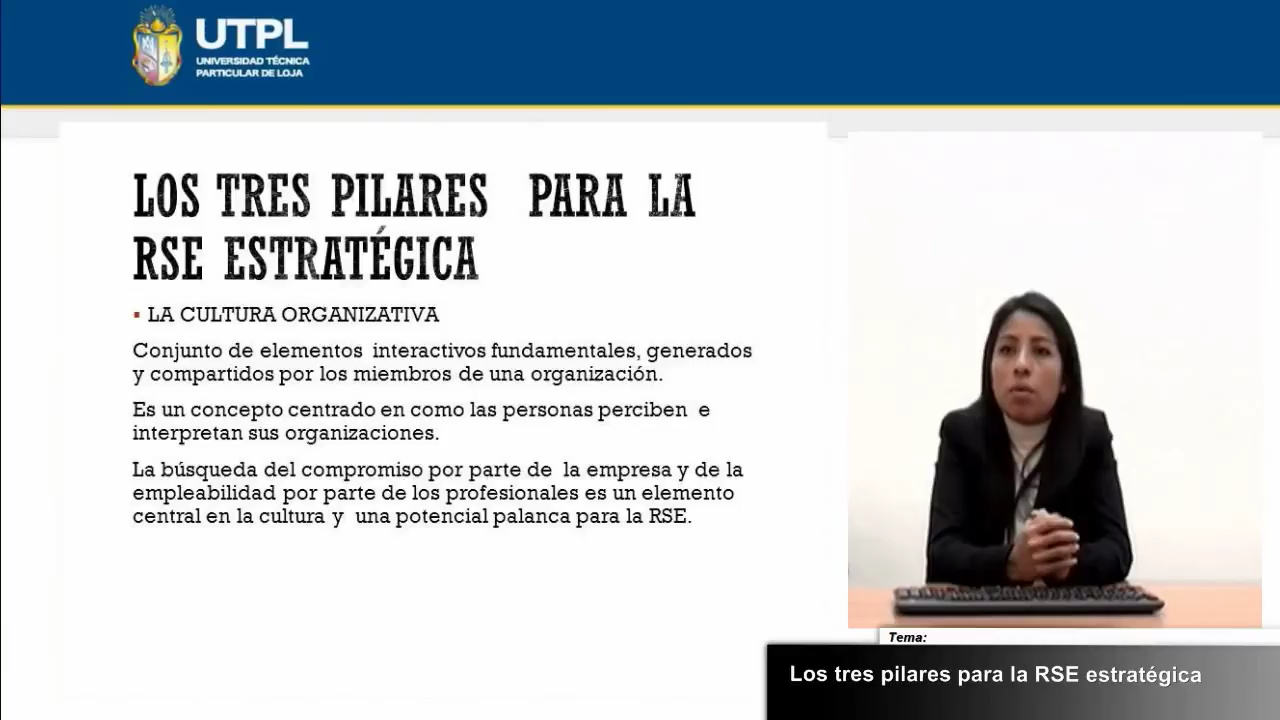 UTPL
UNIVERSIDAD TÉCNICA
PARTICULAR DE LOJA
LOS TRES PILARES PARA LA
RSE ESTRATÉGICA
▪ LA CULTURA ORGANIZATIVA
Conjunto de elementos interactivos fundamentales, generados
y compartidos por los miembros de una organización.
Es un concepto centrado en como las personas perciben e
interpretan sus organizaciones.
La búsqueda del compromiso por parte de la empresa y de la
empleabilidad por parte de los profesionales es un elemento
central en la cultura y una potencial palanca para la RSE.
Tema:
Los tres pilares para la RSE estratégica